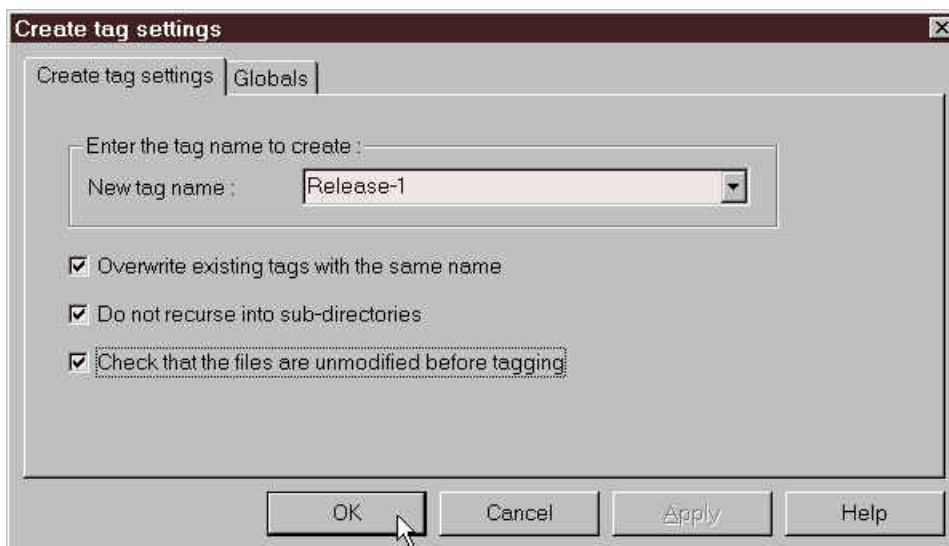 Create tag settings
Create tag settings
Globals
Enter the tag name to create :
New tag name :
Release-1
Overwrite existing tags with the same name
Do not recurse into sub-directories
Check that the files are unmodified before tagging
OK
Cancel
Apply
Help